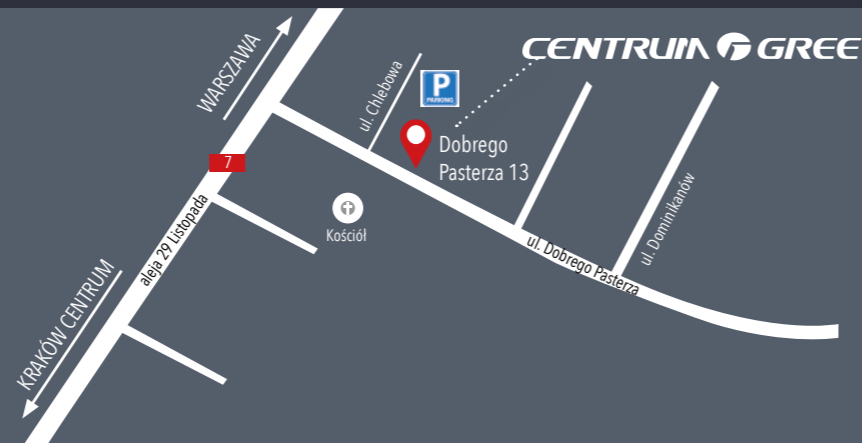 CENTRUM GREE
WARSZAWA
ul. Chlebowa
P
PARKING
Dobrego
Pasterza 13
7
aleja 29 Listopada
Kościół
ul. Dominikanów
ul. Dobrego Pasterza
KRAKÓW CENTRUM